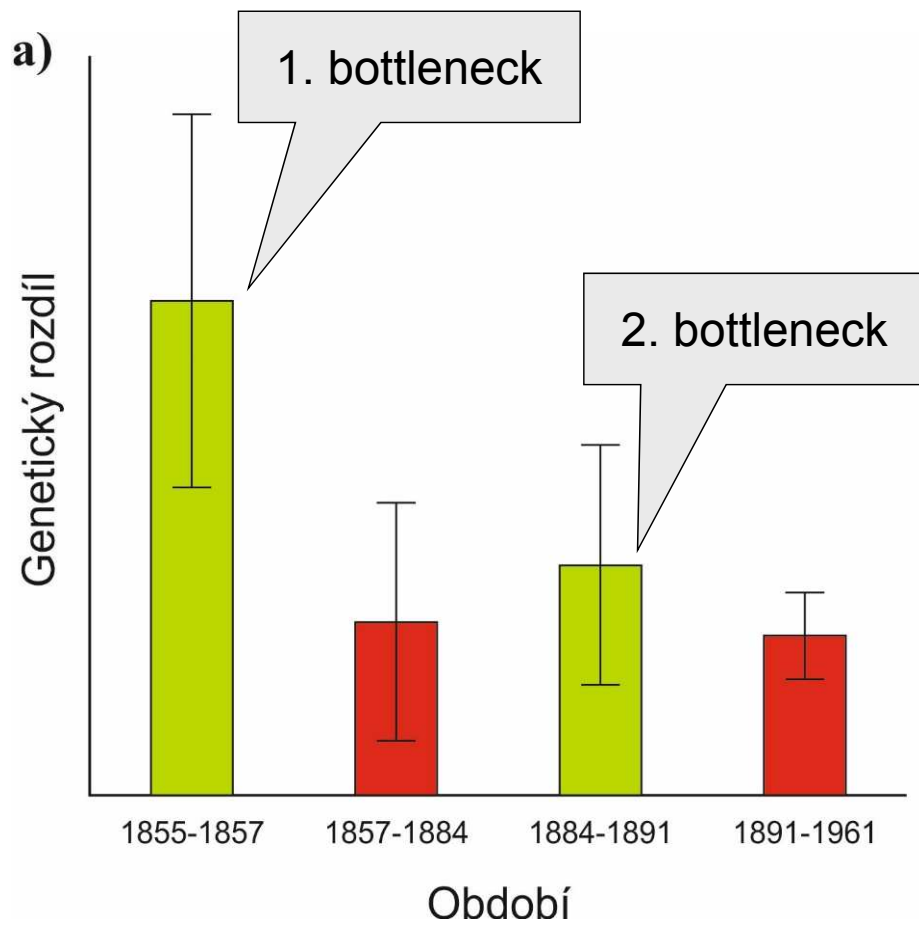 a)
1. bottleneck
2. bottleneck
Genetický rozdíl
1855-1857 1857-1884 1884-1891 1891-1961
Období